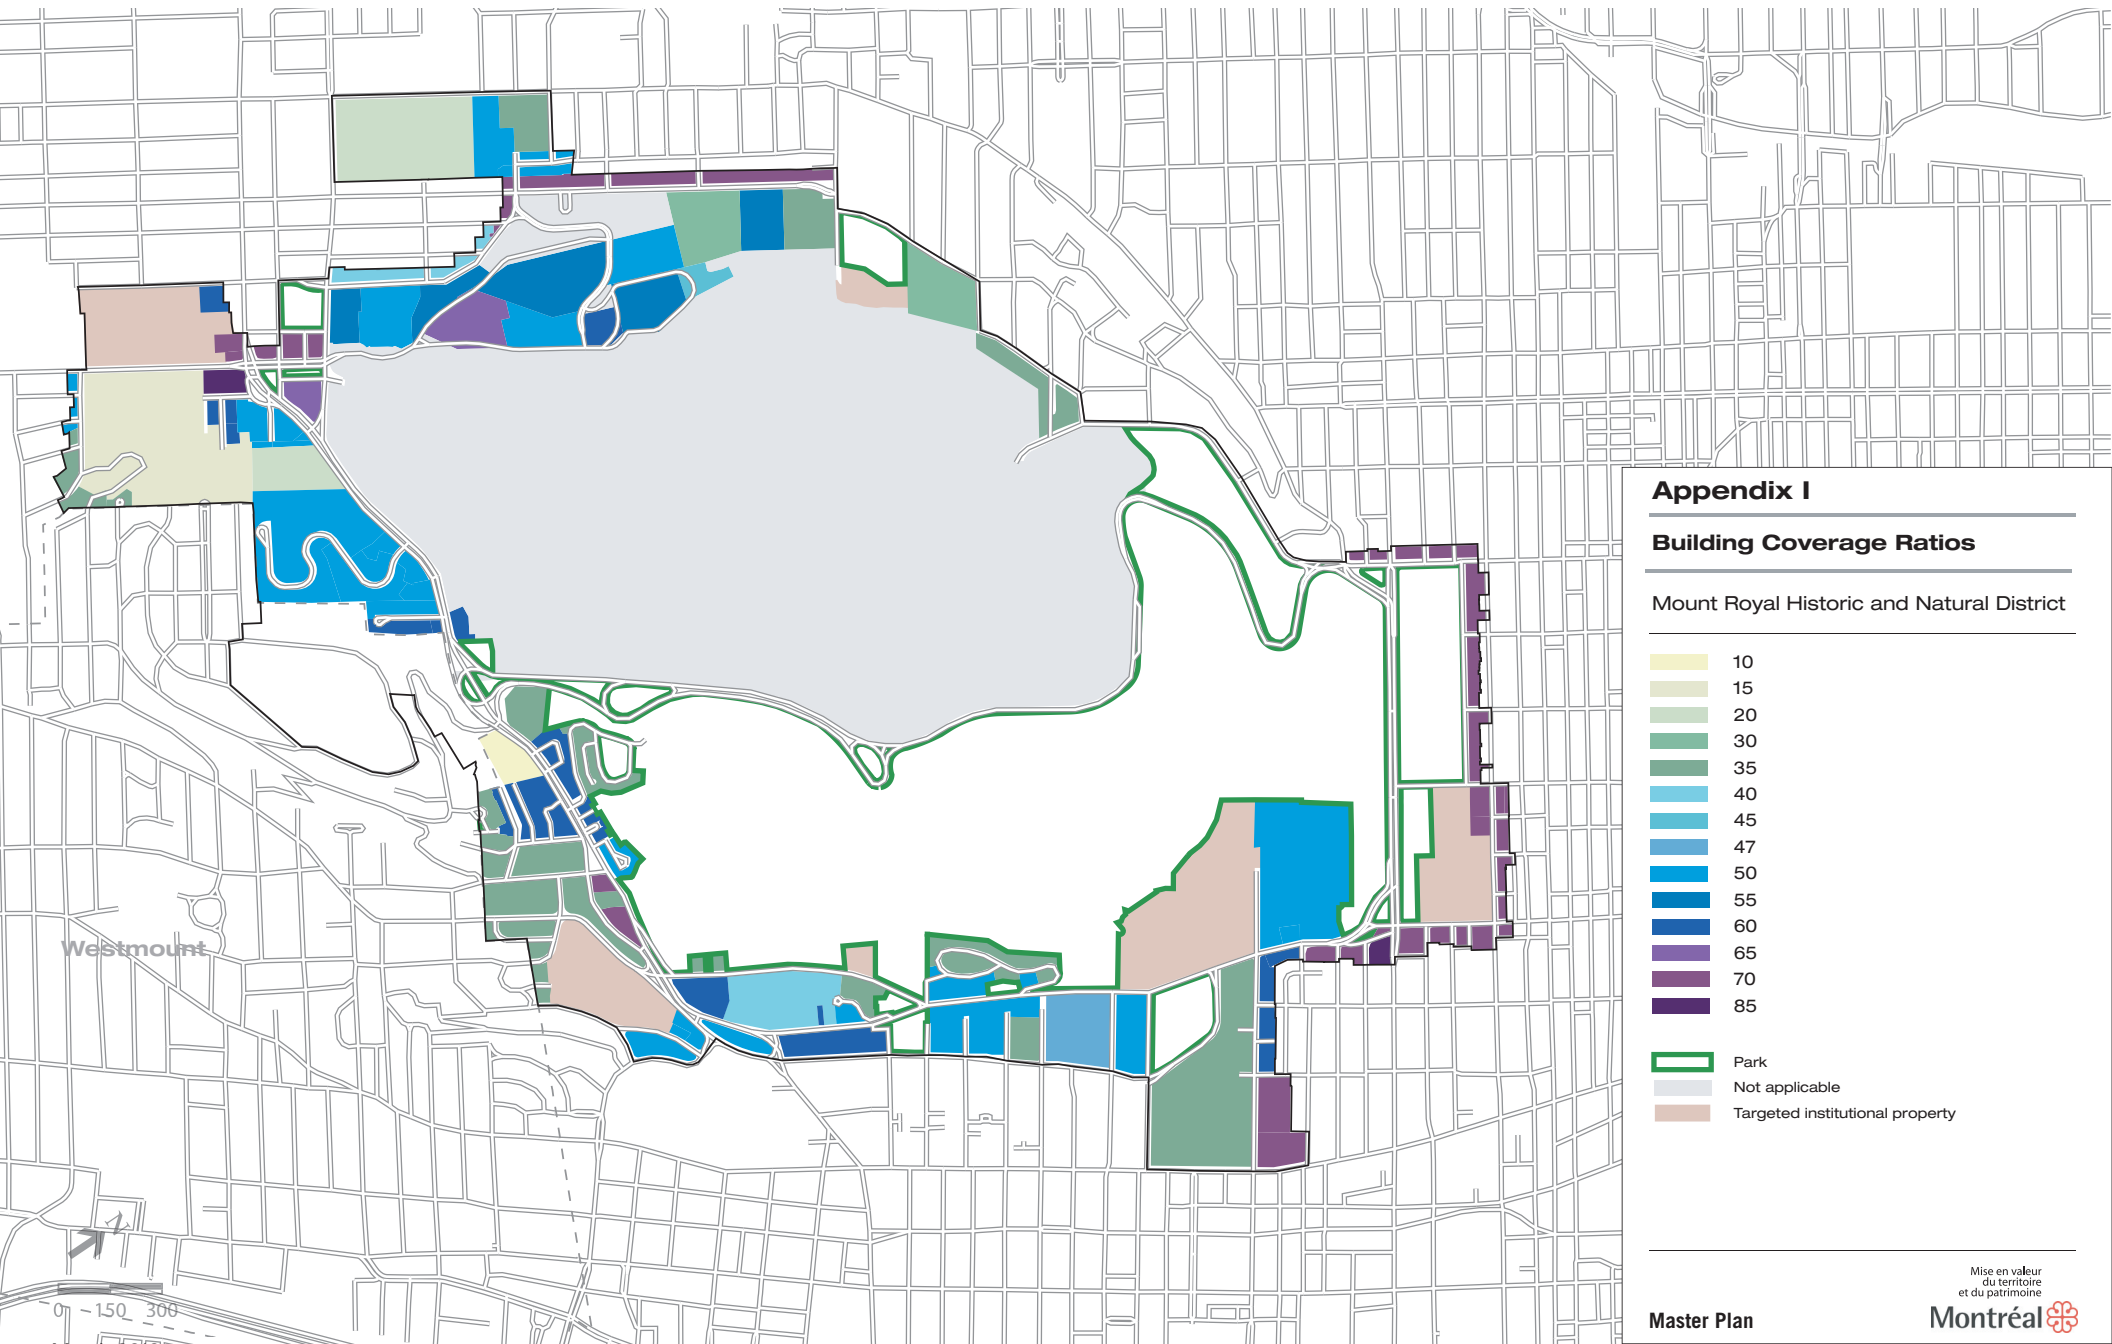 Appendix I
Building Coverage Ratios
Mount Royal Historic and Natural District
10
15
20
30
35
40
45
47
50
55
60
65
70
85
Park
Not applicable
Targeted institutional property
Westmount
N
0 150 300
Mise en valeur
du territoire
et du patrimoine
Master Plan
Montréal